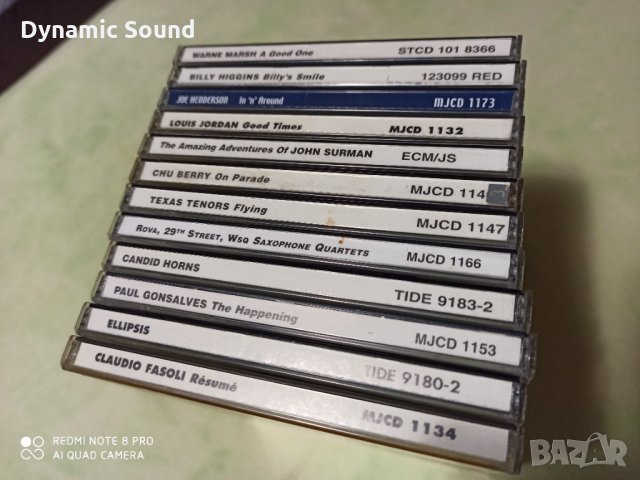 Dynamic Sound
WARNE MARSH A Good One STCD 101 8366
BILLY HIGGINS Billy's Smile 123099 RED
JOE HENDERSON In 'n' Around MJCD 1173
LOUIS JORDAN Good Times MJCD 1132
The Amazing Adventures Of JOHN SURMAN ECM/JS
CHU BERRY On Parade MJCD 114
TEXAS TENORS Flying MJCD 1147
ROVA, 29TH STREET, WSQ SAXOPHONE QUARTETS MJCD 1166
CANDID HORNS TIDE 9183-2
PAUL GONSALVES The Happening MJCD 1153
ELLIPSIS TIDE 9180-2
CLAUDIO FASOLI Résumé MJCD 1134
REDMI NOTE 8 PRO
AI QUAD CAMERA
BAZAR